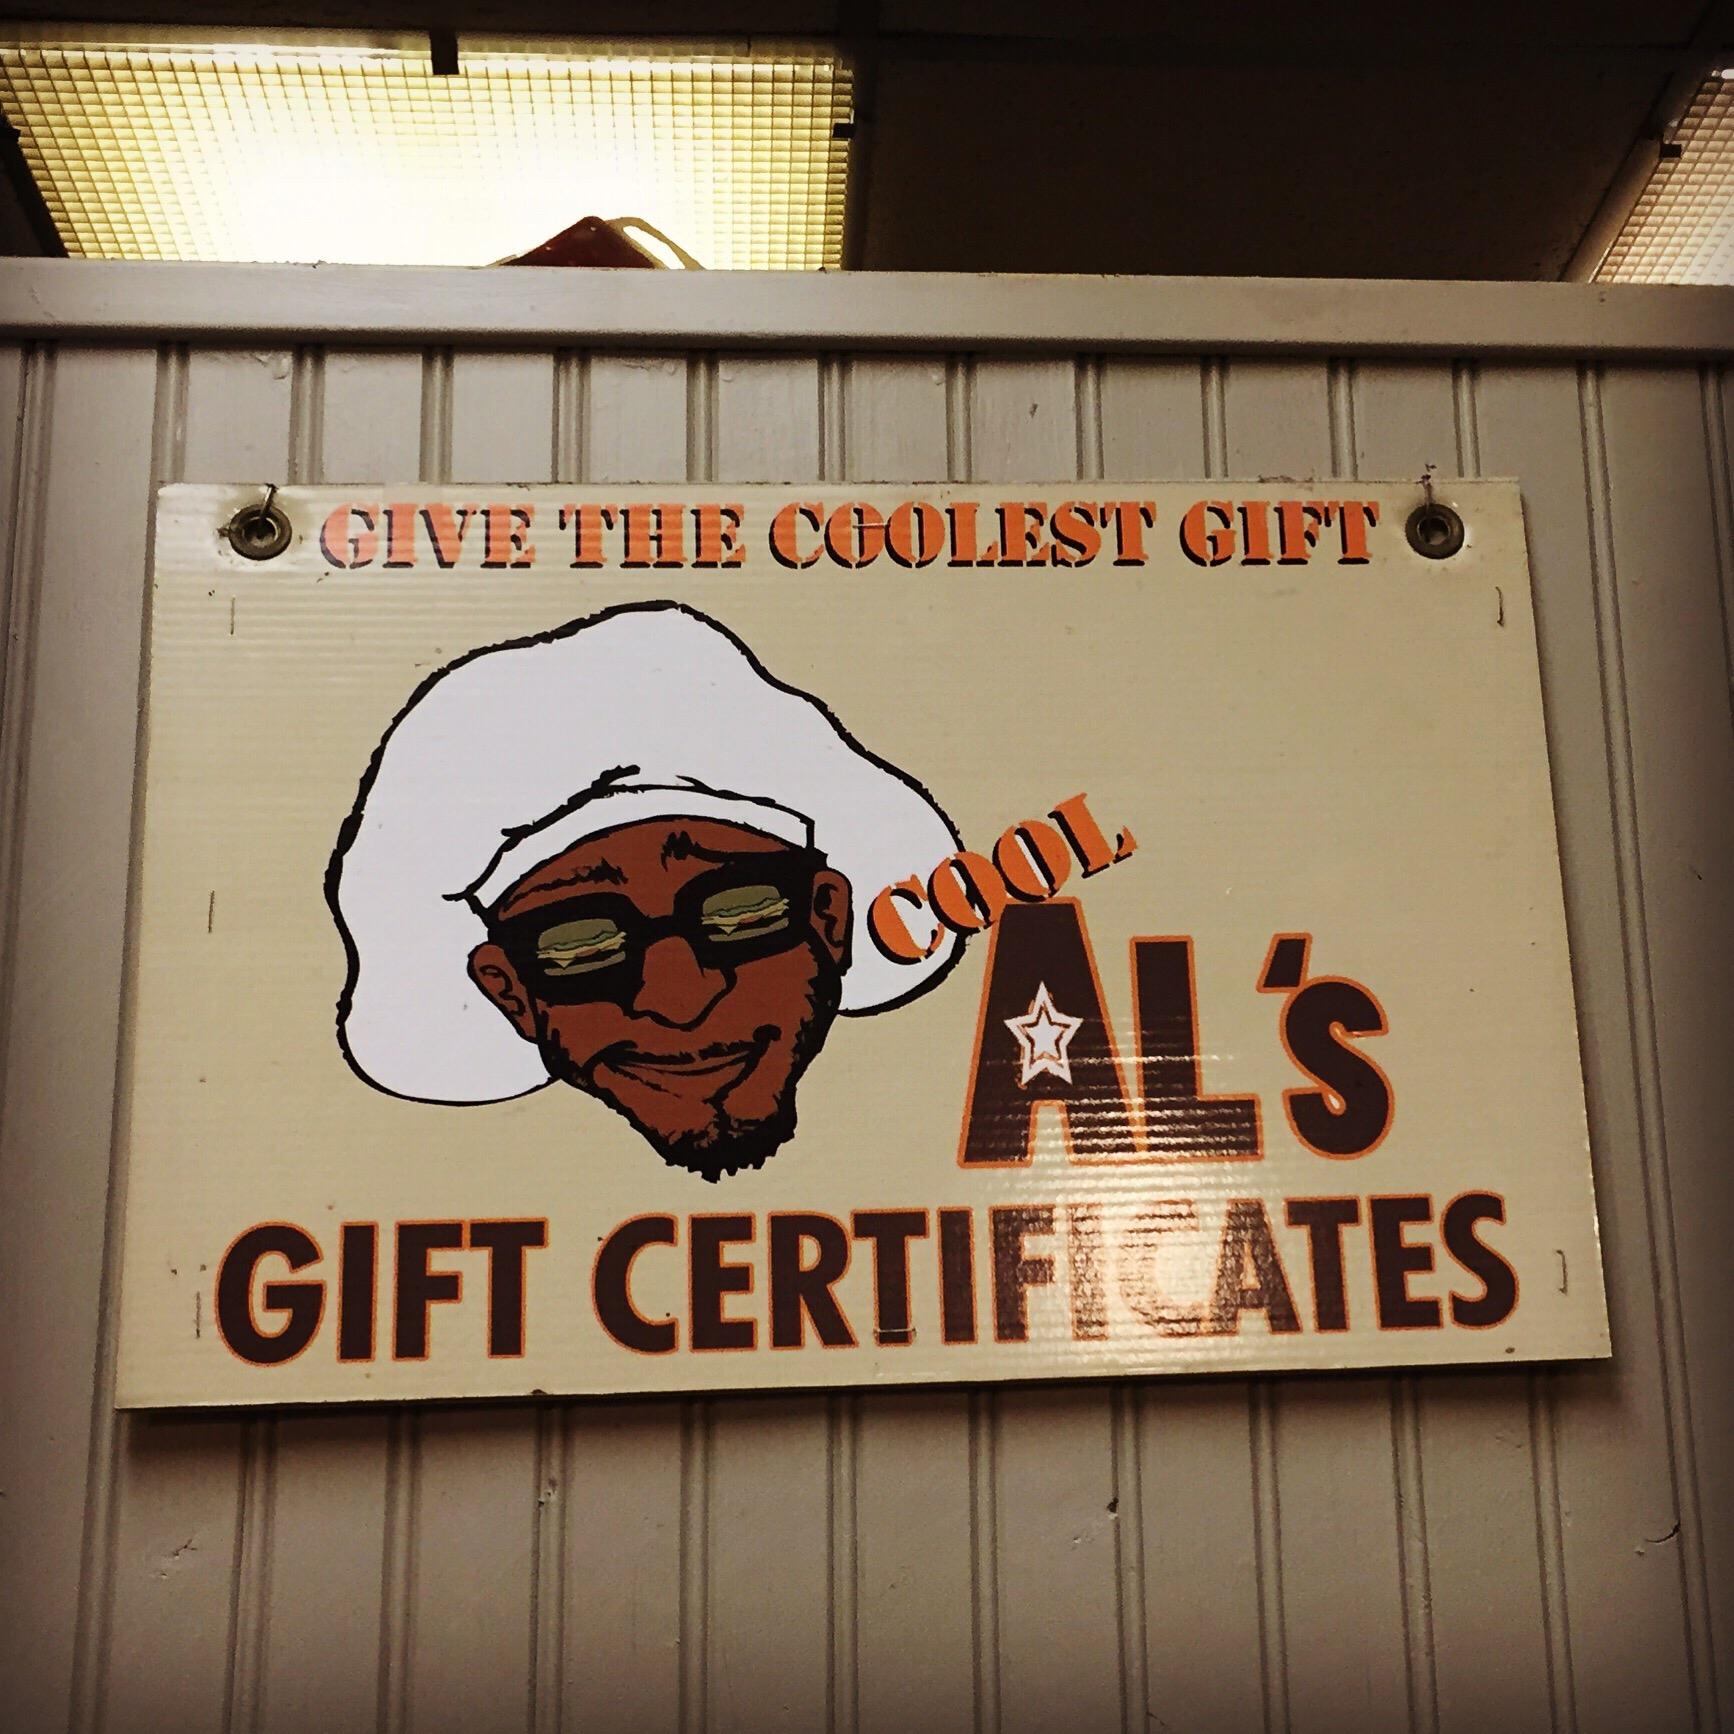 GIVE THE COOLEST GIFT
COOL
AL's
GIFT CERTIFICATES